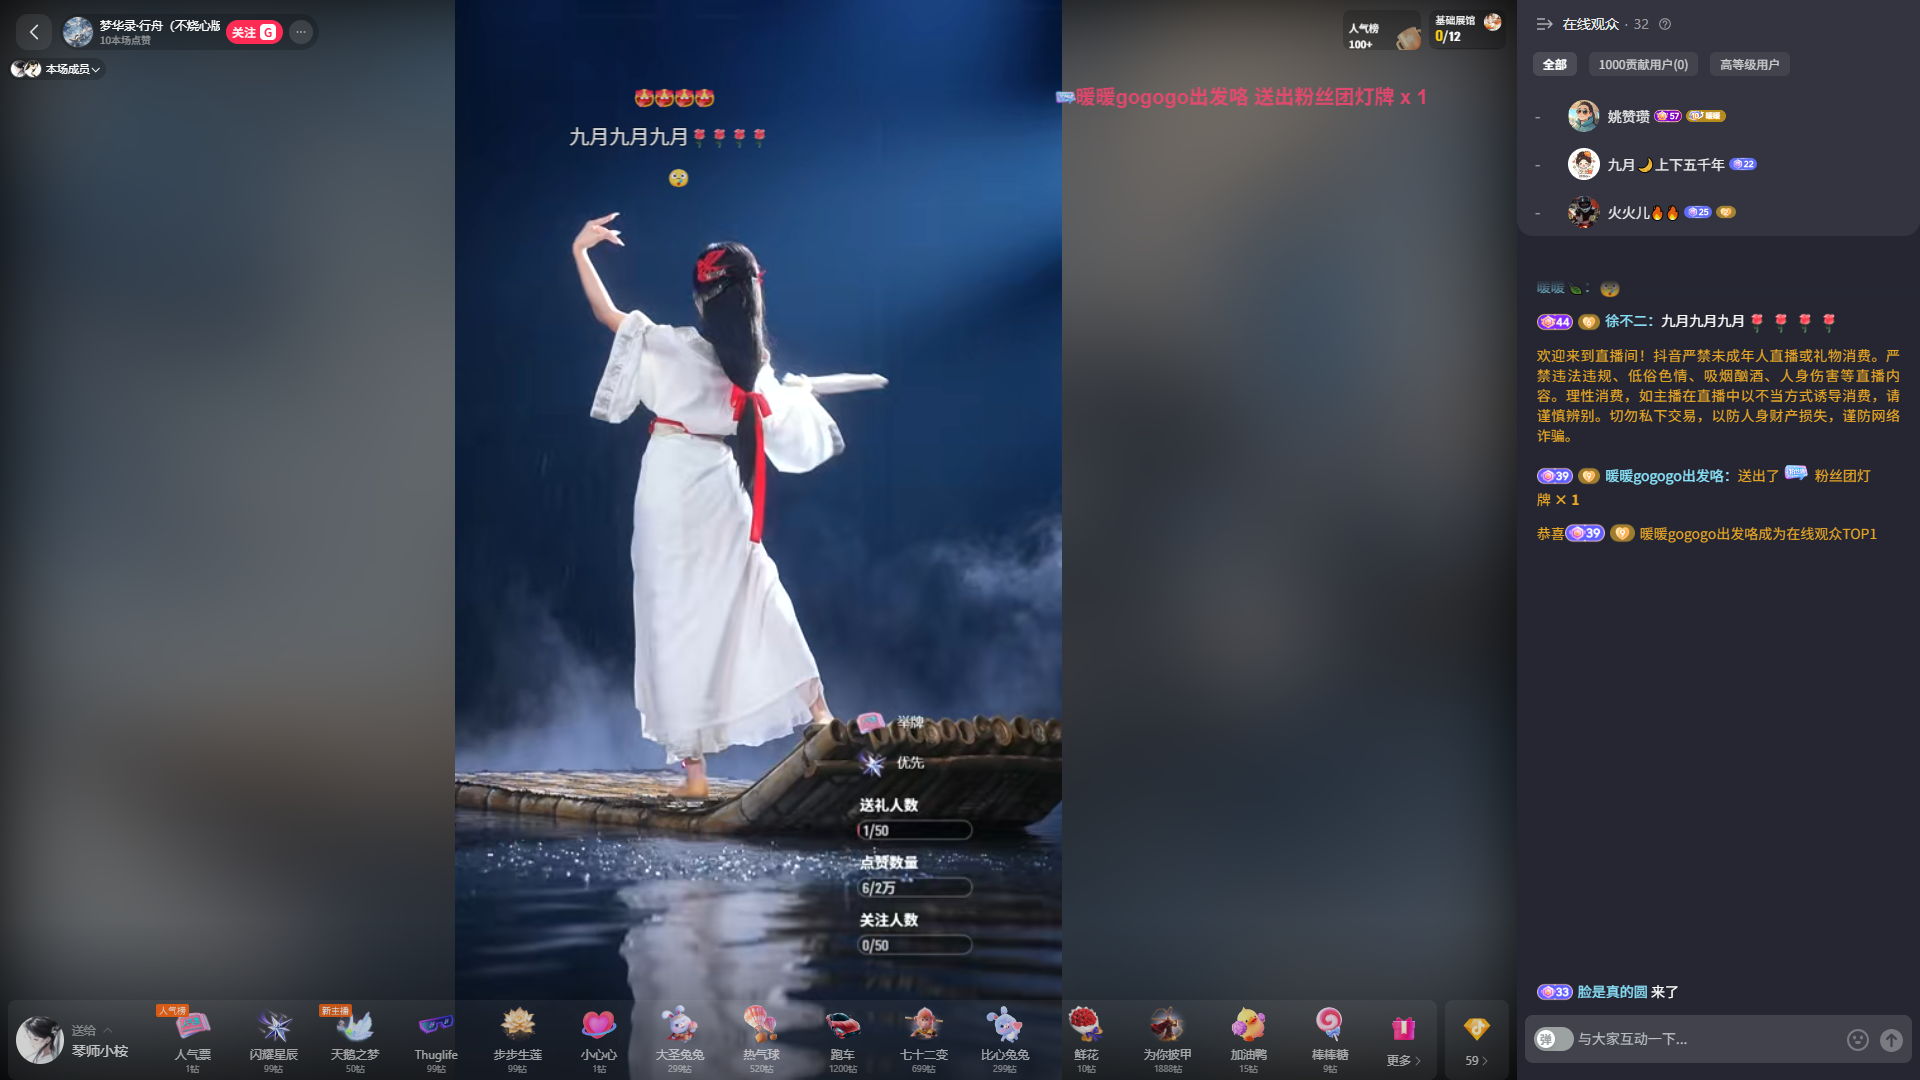 梦华录·行舟（不烧心版
10本场点赞
关注
G
本场成员
人气榜
100+
基础展馆
0/12
九月九月九月
暖暖gogogo出发咯 送出粉丝团灯牌 x 1
举牌
优先
送礼人数
1/50
点赞数量
6/2万
关注人数
0/50
送给
琴师小桉
人气榜
人气票
1钻
闪耀星辰
99钻
新主播
天鹅之梦
50钻
Thuglife
99钻
步步生莲
99钻
小心心
1钻
大圣兔兔
299钻
热气球
520钻
跑车
1200钻
七十二变
699钻
比心兔兔
299钻
鲜花
10钻
为你披甲
1888钻
加油鸭
15钻
棒棒糖
9钻
更多
59
在线观众 · 32
全部
1000贡献用户(0)
高等级用户
- 姚赞瓒 57
- 九月🌙上下五千年 22
- 火火儿🔥🔥 25
暖暖🍃：
44 徐不二：九月九月九月
欢迎来到直播间！抖音严禁未成年人直播或礼物消费。严
禁违法违规、低俗色情、吸烟酗酒、人身伤害等直播内
容。理性消费，如主播在直播中以不当方式诱导消费，请
谨慎辨别。切勿私下交易，以防人身财产损失，谨防网络
诈骗。
39 暖暖gogogo出发咯：送出了 粉丝团灯
牌 × 1
恭喜 39 暖暖gogogo出发咯成为在线观众TOP1
33 脸是真的圆 来了
弹 与大家互动一下...